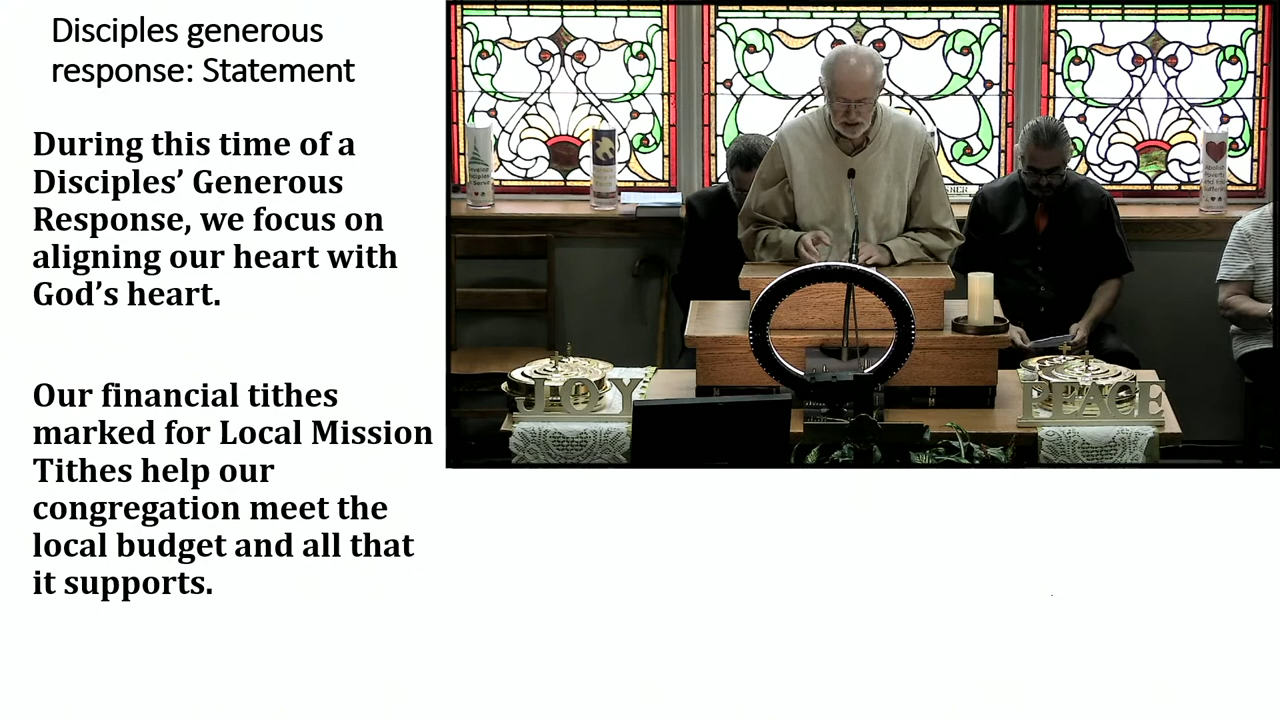 Disciples generous
response: Statement
During this time of a
Disciples’ Generous
Response, we focus on
aligning our heart with
God’s heart.
Our financial tithes
marked for Local Mission
Tithes help our
congregation meet the
local budget and all that
it supports.
JOY
PEACE
Abolish
Poverty